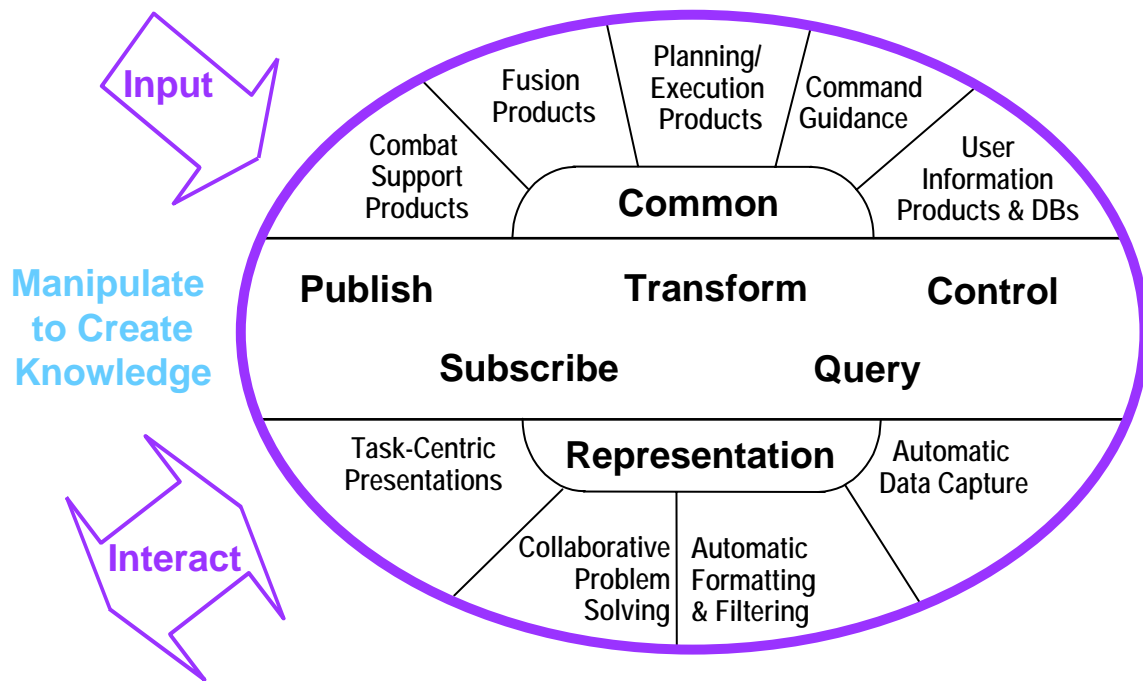 Input
Combat
Support
Products
Fusion
Products
Planning/
Execution
Products
Command
Guidance
User
Information
Products & DBs
Common
Manipulate
to Create
Knowledge
Publish
Transform
Control
Subscribe
Query
Representation
Task-Centric
Presentations
Collaborative
Problem
Solving
Automatic
Formatting
& Filtering
Automatic
Data Capture
Interact